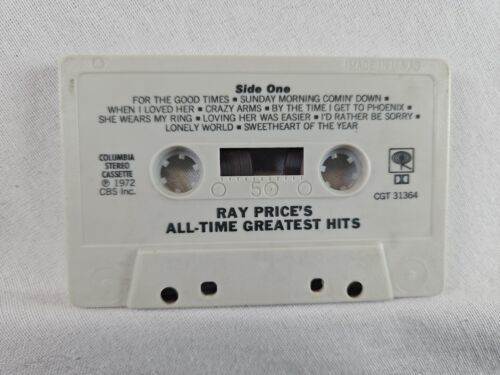 Side One
FOR THE GOOD TIMES ■ SUNDAY MORNING COMIN' DOWN ■
WHEN I LOVED HER ■ CRAZY ARMS ■ BY THE TIME I GET TO PHOENIX ■
SHE WEARS MY RING ■ LOVING HER WAS EASIER ■ I'D RATHER BE SORRY ■
LONELY WORLD ■ SWEETHEART OF THE YEAR
COLUMBIA
STEREO
CASSETTE
℗ 1972
CBS Inc.
50
CGT 31364
RAY PRICE'S
ALL-TIME GREATEST HITS